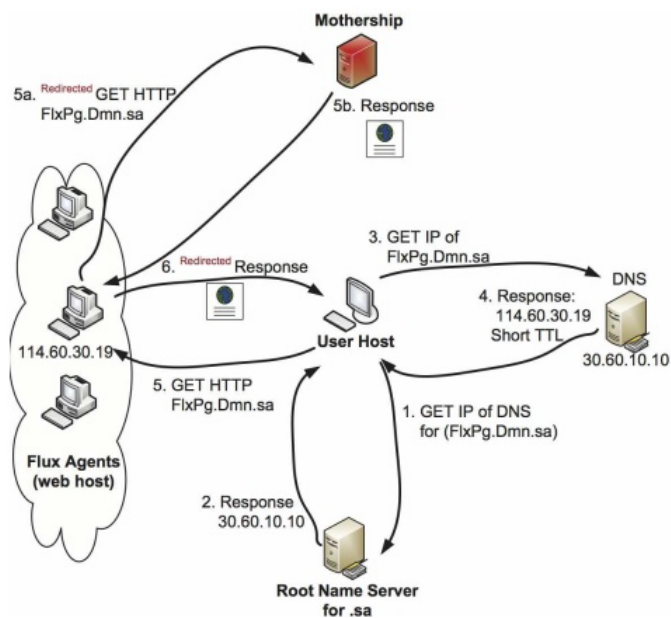 Mothership
5a. Redirected GET HTTP
FlxPg.Dmn.sa
5b. Response
3. GET IP of
FlxPg.Dmn.sa
6. Redirected Response
DNS
4. Response:
114.60.30.19
Short TTL
User Host
114.60.30.19
30.60.10.10
5. GET HTTP
FlxPg.Dmn.sa
1. GET IP of DNS
for (FlxPg.Dmn.sa)
Flux Agents
(web host)
2. Response
30.60.10.10
Root Name Server
for .sa